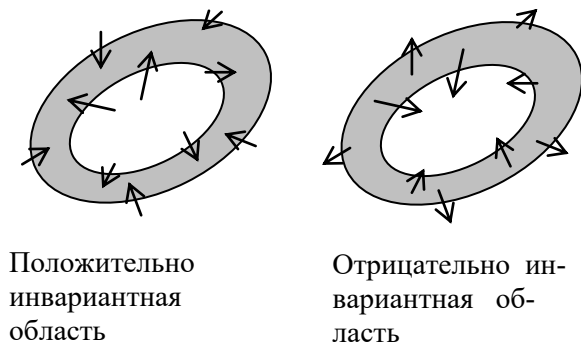 Положительно
инвариантная
область
Отрицательно ин-
вариантная об-
ласть